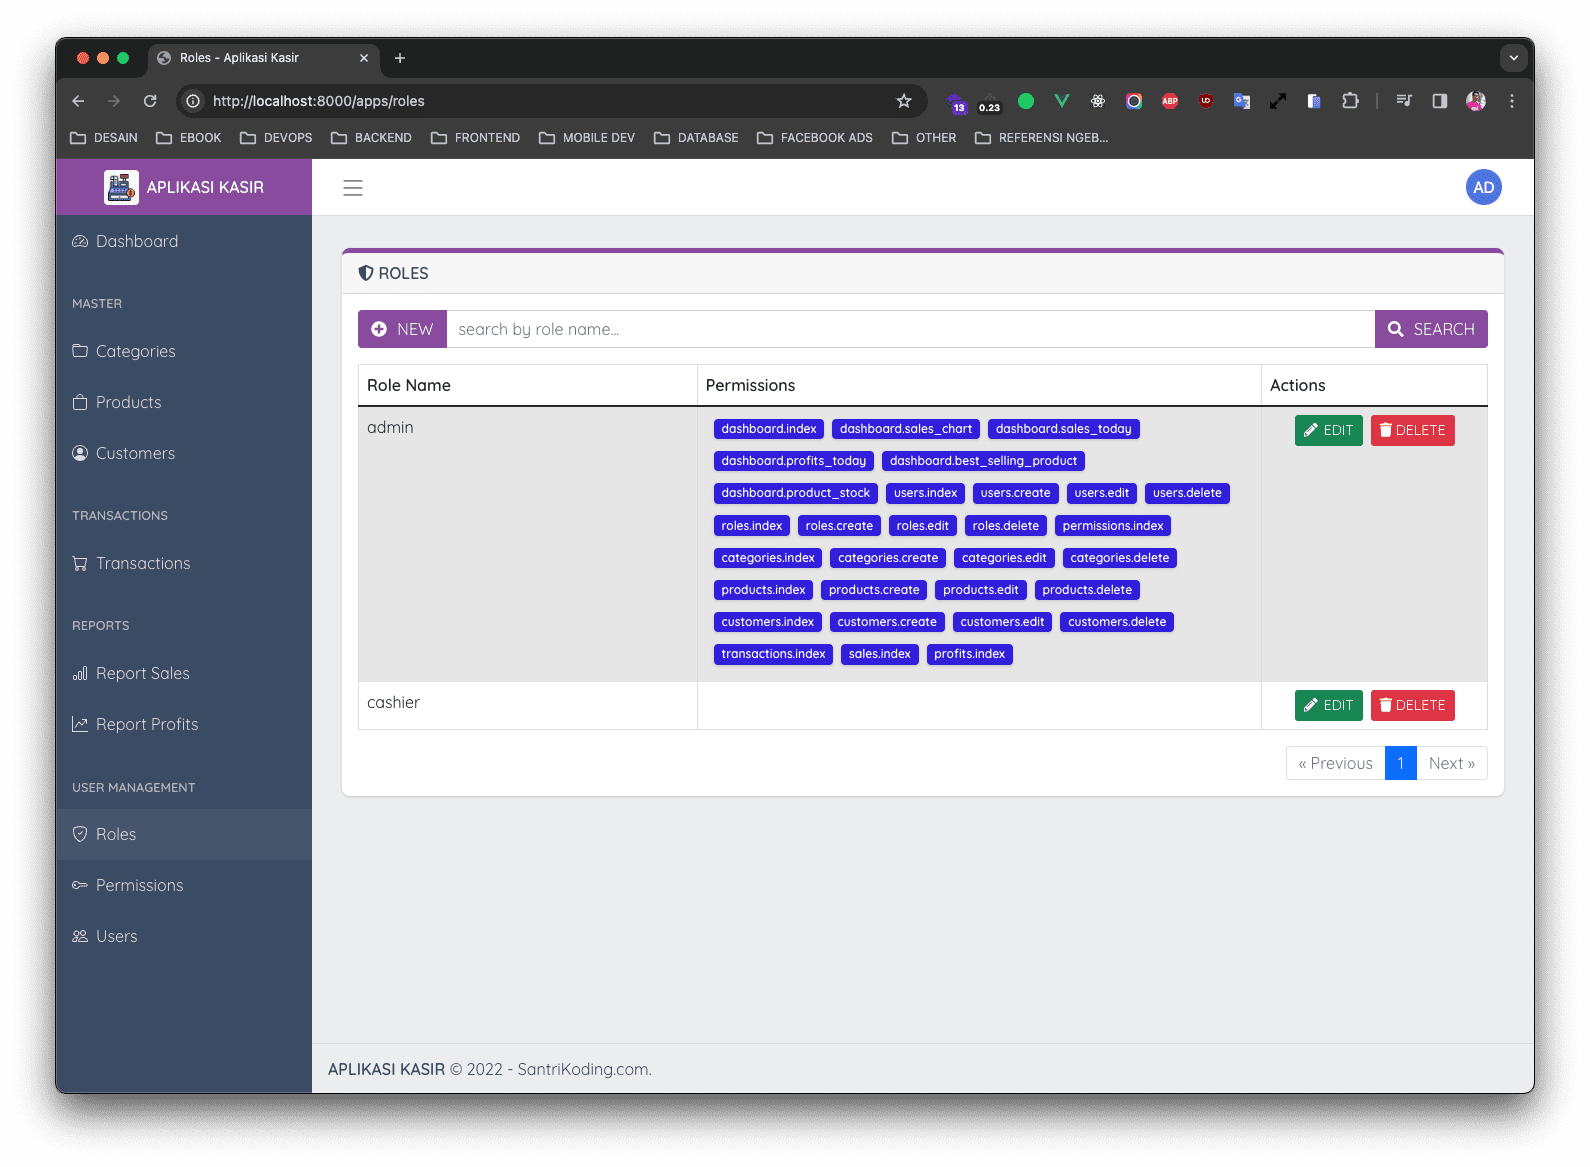 Roles - Aplikasi Kasir
http://localhost:8000/apps/roles
13
0.23
ABP
DESAIN EBOOK DEVOPS BACKEND FRONTEND MOBILE DEV DATABASE FACEBOOK ADS OTHER REFERENSI NGEB...
APLIKASI KASIR
AD
Dashboard
MASTER
Categories
Products
Customers
TRANSACTIONS
Transactions
REPORTS
Report Sales
Report Profits
USER MANAGEMENT
Roles
Permissions
Users
ROLES
NEW search by role name... SEARCH
Role Name Permissions Actions
admin
dashboard.index dashboard.sales_chart dashboard.sales_today
dashboard.profits_today dashboard.best_selling_product
dashboard.product_stock users.index users.create users.edit users.delete
roles.index roles.create roles.edit roles.delete permissions.index
categories.index categories.create categories.edit categories.delete
products.index products.create products.edit products.delete
customers.index customers.create customers.edit customers.delete
transactions.index sales.index profits.index
EDIT DELETE
cashier EDIT DELETE
« Previous 1 Next »
APLIKASI KASIR © 2022 - SantriKoding.com.